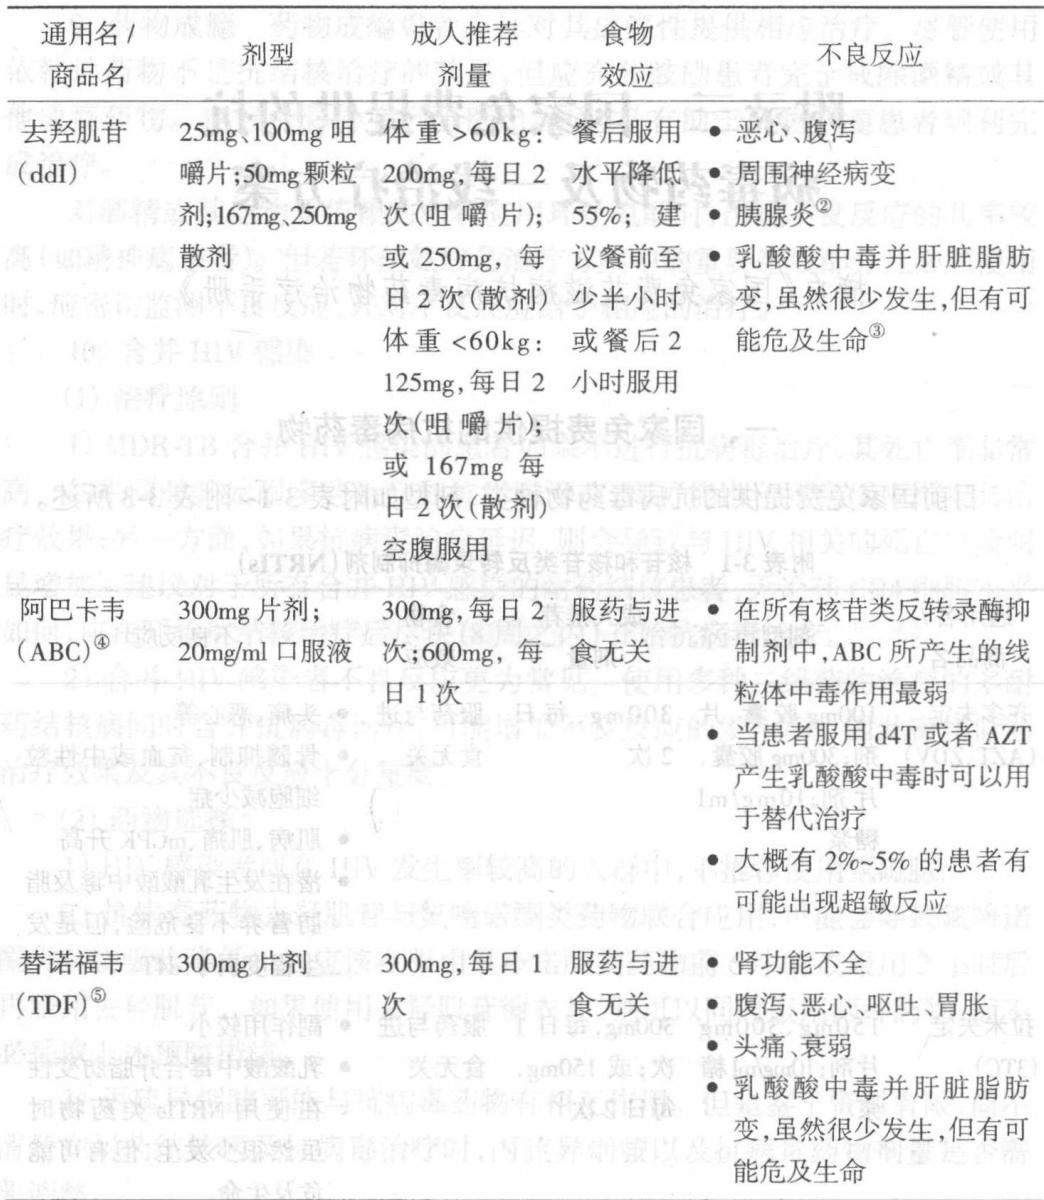 通用名/
商品名
剂型
成人推荐
剂量
食物
效应
不良反应
去羟肌苷
(ddI)
25mg、100mg 咀
嚼片;50mg 颗粒
剂;167mg、250mg
散剂
体重>60kg:
200mg,每日 2
次(咀嚼片);
或 250mg, 每
日 2 次(散剂)
体重<60kg:
125mg,每日 2
次(咀嚼片);
或 167mg 每
日 2 次(散剂)
空腹服用
餐后服用
水平降低
55%; 建
议餐前至
少半小时
或餐后 2
小时服用
• 恶心、腹泻
• 周围神经病变
胰腺炎②
• 乳酸酸中毒并肝脏脂肪
变,虽然很少发生,但有可
能危及生命③
阿巴卡韦
(ABC)④
300mg 片剂;
20mg/ml 口服液
300mg,每日 2
次;600mg, 每
日 1 次
服药与进
食无关
• 在所有核苷类反转录酶抑
制剂中,ABC 所产生的线
粒体中毒作用最弱
• 当患者服用 d4T 或者 AZT
产生乳酸酸中毒时可以用
于替代治疗
• 大概有 2%~5% 的患者有
可能出现超敏反应
替诺福韦
(TDF)⑤
300mg 片剂
300mg,每日 1
次
服药与进
食无关
• 肾功能不全
• 腹泻、恶心、呕吐、胃胀
• 头痛、衰弱
• 乳酸酸中毒并肝脏脂肪
变,虽然很少发生,但有可
能危及生命